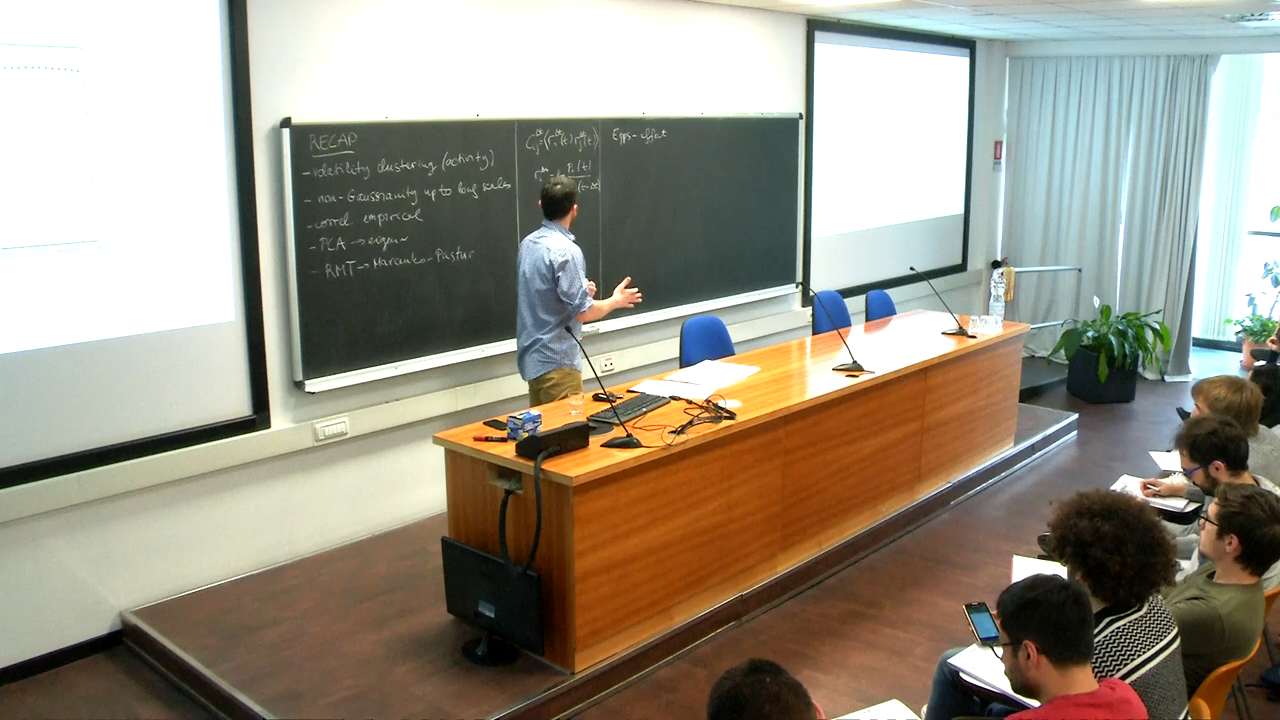 RECAP
- volatility clustering (activity)
- non-Gaussianity up to long scales
- correl. empirical
- PCA → eigen
- RMT → Marcenko-Pastur
Epps-effect